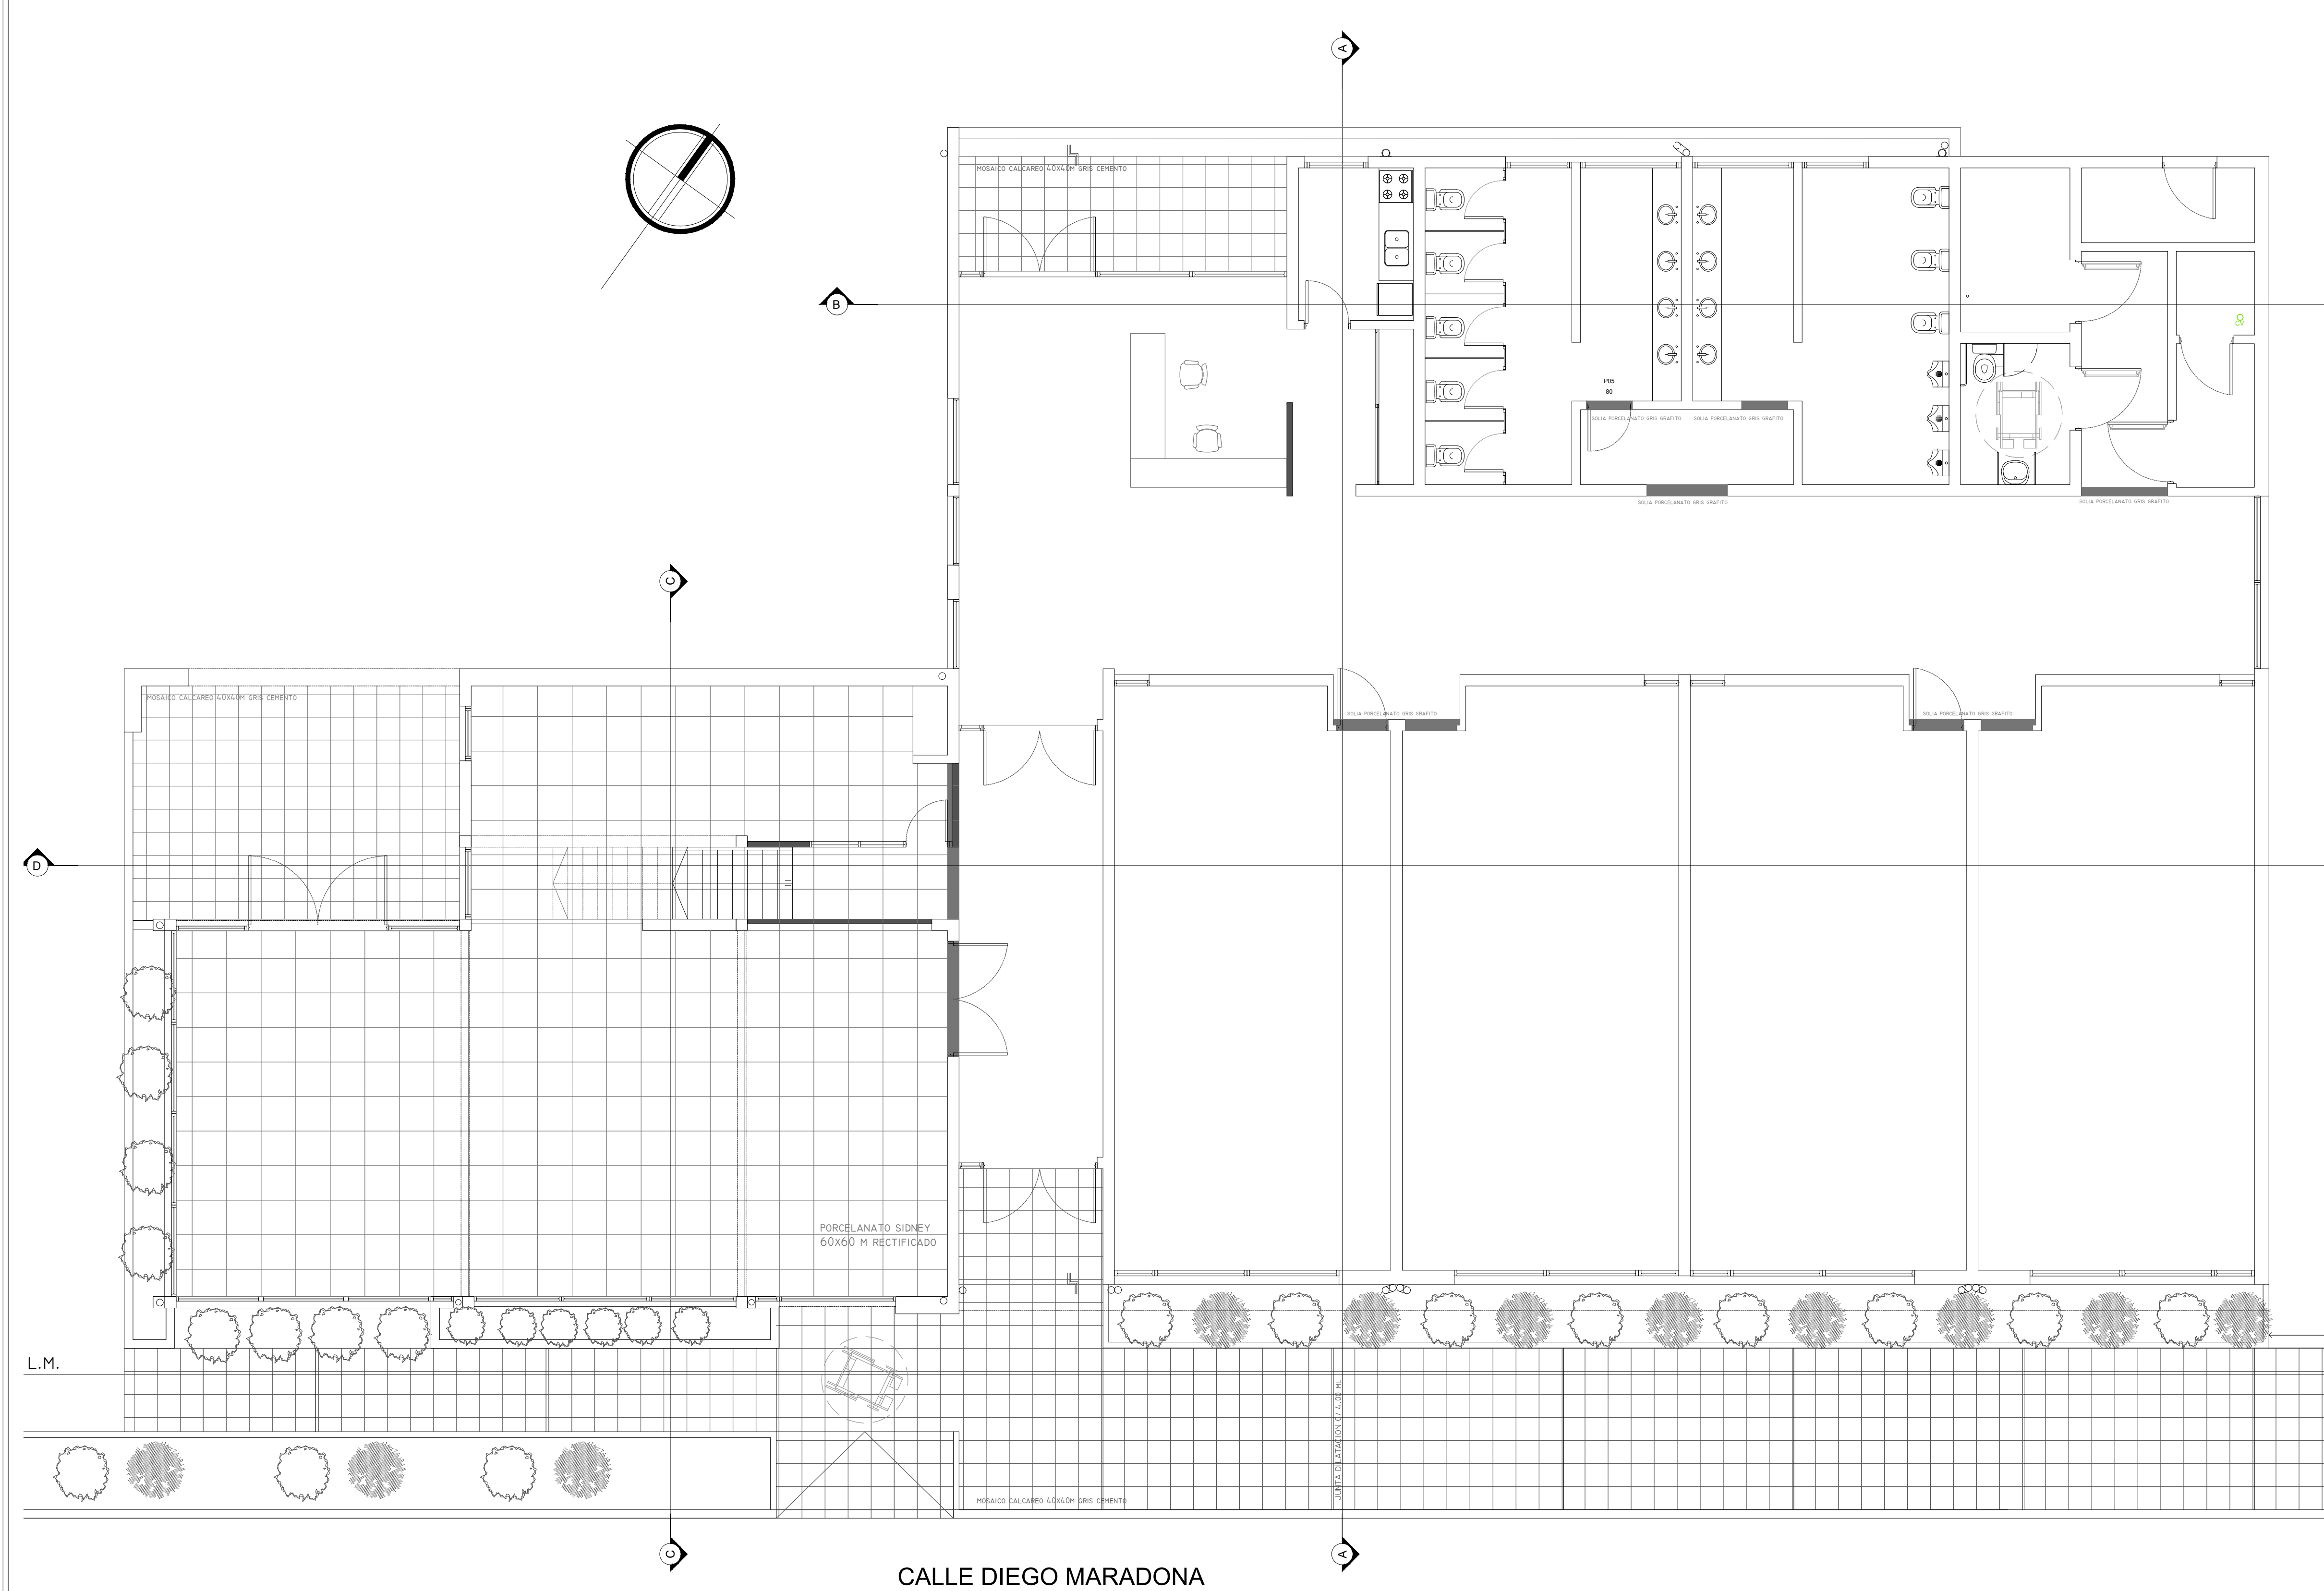 A
MOSAICO CALCAREO 40X40M GRIS CEMENTO
B
P05
80
SOLIA PORCELANATO GRIS GRAFITO
SOLIA PORCELANATO GRIS GRAFITO
SOLIA PORCELANATO GRIS GRAFITO
SOLIA PORCELANATO GRIS GRAFITO
C
MOSAICO CALCAREO 40X40M GRIS CEMENTO
SOLIA PORCELANATO GRIS GRAFITO
SOLIA PORCELANATO GRIS GRAFITO
D
PORCELANATO SIDNEY
60X60 M RECTIFICADO
L.M.
JUNTA DILATACION C/ 4.00 ML
MOSAICO CALCAREO 40X40M GRIS CEMENTO
C
A
CALLE DIEGO MARADONA